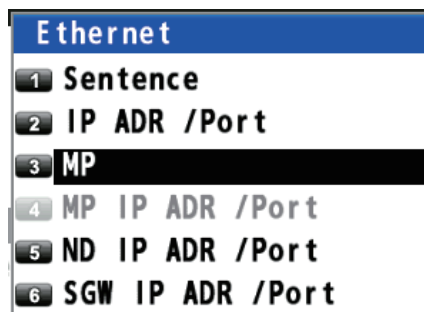 Ethernet
1 Sentence
2 IP ADR /Port
3 MP
4 MP IP ADR /Port
5 ND IP ADR /Port
6 SGW IP ADR /Port